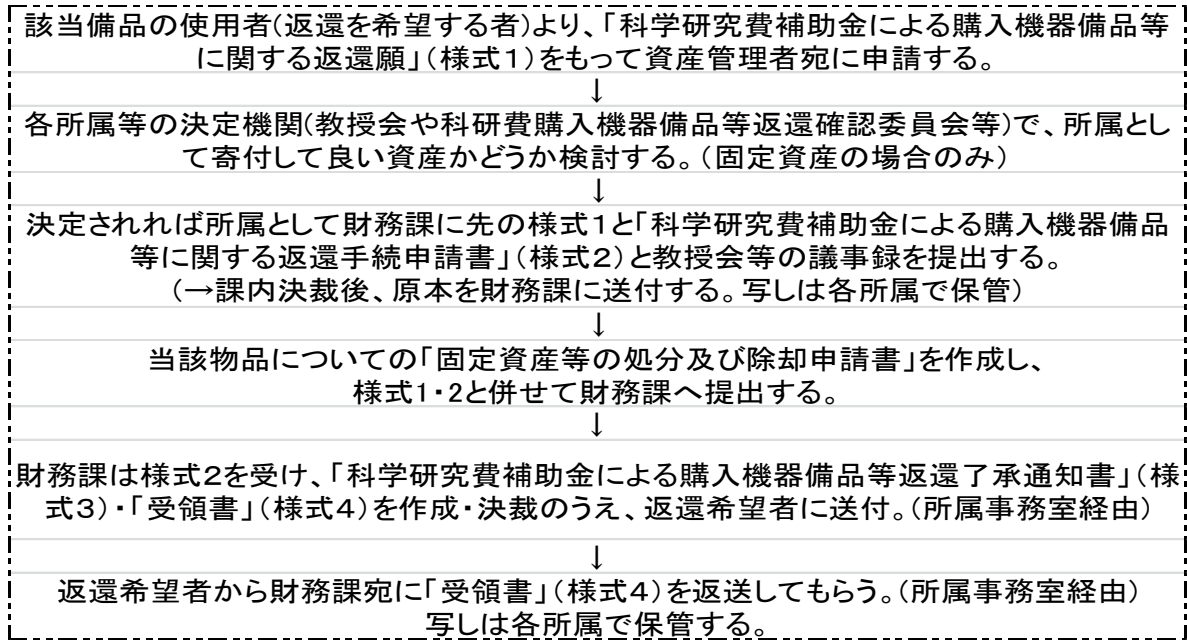 該当備品の使用者(返還を希望する者)より、「科学研究費補助金による購入機器備品等
に関する返還願」(様式1)をもって資産管理者宛に申請する。
↓
各所属等の決定機関(教授会や科研費購入機器備品等返還確認委員会等)で、所属とし
て寄付して良い資産かどうか検討する。(固定資産の場合のみ)
↓
決定されれば所属として財務課に先の様式1と「科学研究費補助金による購入機器備品
等に関する返還手続申請書」(様式2)と教授会等の議事録を提出する。
(→課内決裁後、原本を財務課に送付する。写しは各所属で保管)
↓
当該物品についての「固定資産等の処分及び除却申請書」を作成し、
様式1・2と併せて財務課へ提出する。
↓
財務課は様式2を受け、「科学研究費補助金による購入機器備品等返還了承通知書」(様
式3)・「受領書」(様式4)を作成・決裁のうえ、返還希望者に送付。(所属事務室経由)
↓
返還希望者から財務課宛に「受領書」(様式4)を返送してもらう。(所属事務室経由)
写しは各所属で保管する。